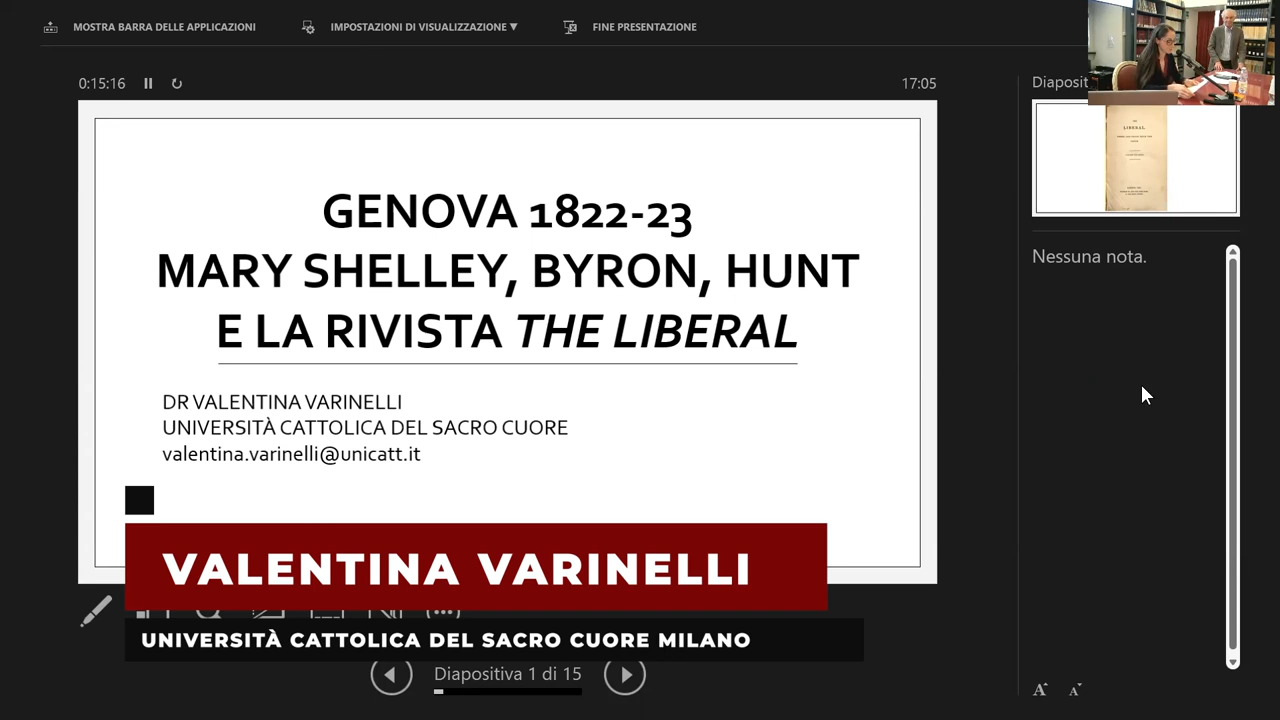 MOSTRA BARRA DELLE APPLICAZIONI
IMPOSTAZIONI DI VISUALIZZAZIONE ▼
FINE PRESENTAZIONE
0:15:16
17:05
Diaposit
GENOVA 1822-23
MARY SHELLEY, BYRON, HUNT
E LA RIVISTA THE LIBERAL
DR VALENTINA VARINELLI
UNIVERSITÀ CATTOLICA DEL SACRO CUORE
valentina.varinelli@unicatt.it
LIBERAL
Nessuna nota.
VALENTINA VARINELLI
UNIVERSITÀ CATTOLICA DEL SACRO CUORE MILANO
Diapositiva 1 di 15
A A